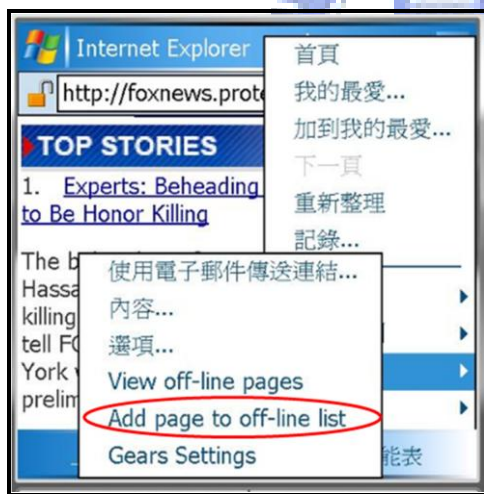 Internet Explorer
http://foxnews.prote
TOP STORIES
1. Experts: Beheading
to Be Honor Killing
The b
Hassa
killing
tell FO
York
prelim
首頁
我的最愛...
加到我的最愛...
下一頁
重新整理
記錄...
使用電子郵件傳送連結...
內容...
選項...
View off-line pages
Add page to off-line list
Gears Settings
能表